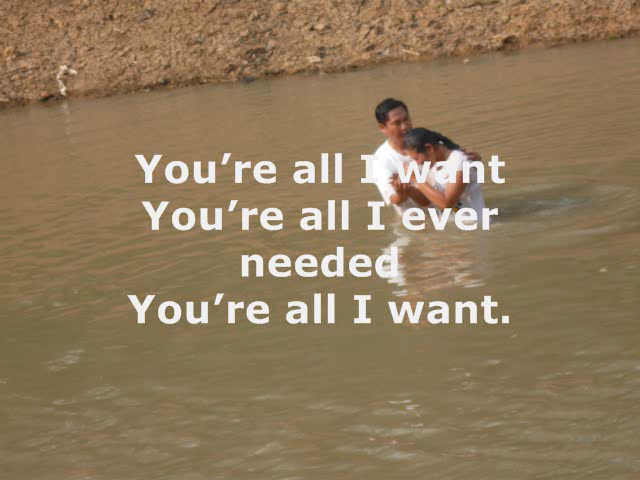 You’re all I want
You’re all I ever
needed
You’re all I want.